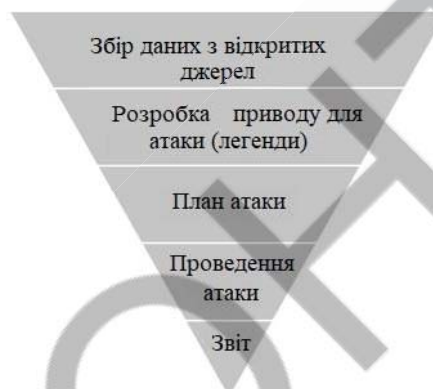 Збір даних з відкритих
джерел
Розробка приводу для
атаки (легенди)
План атаки
Проведення
атаки
Звіт